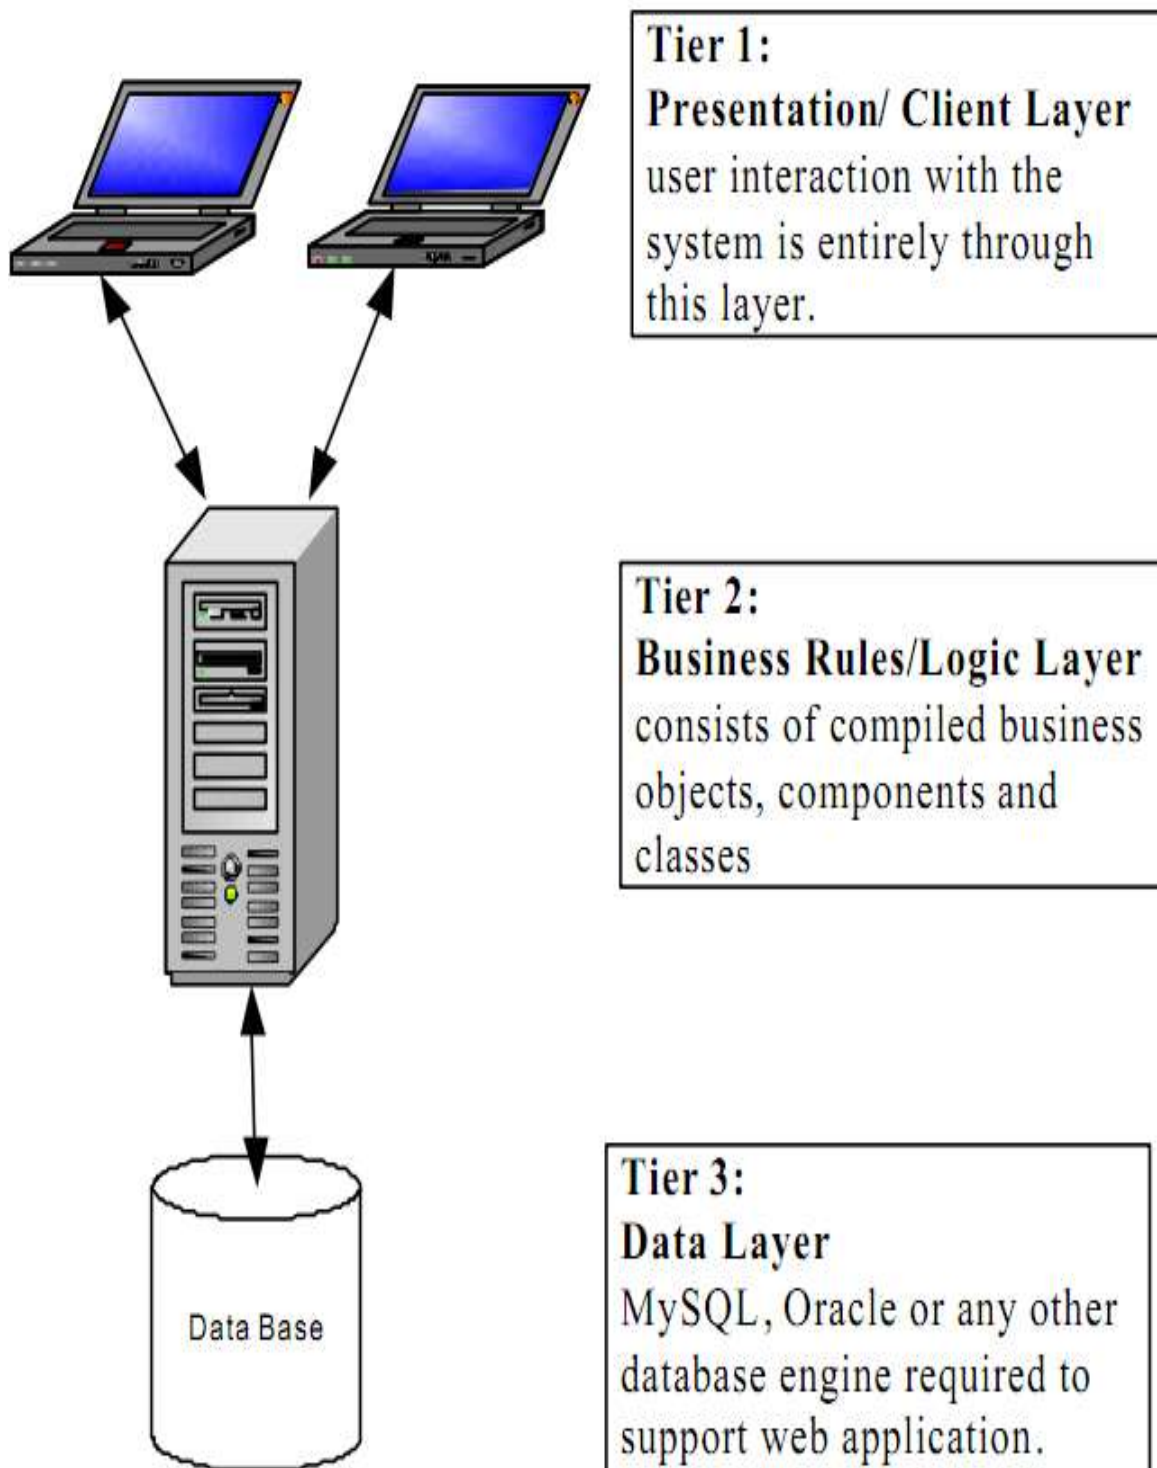 Tier 1:
Presentation/ Client Layer
user interaction with the
system is entirely through
this layer.
Tier 2:
Business Rules/Logic Layer
consists of compiled business
objects, components and
classes
Tier 3:
Data Layer
MySQL, Oracle or any other
database engine required to
support web application.
Data Base